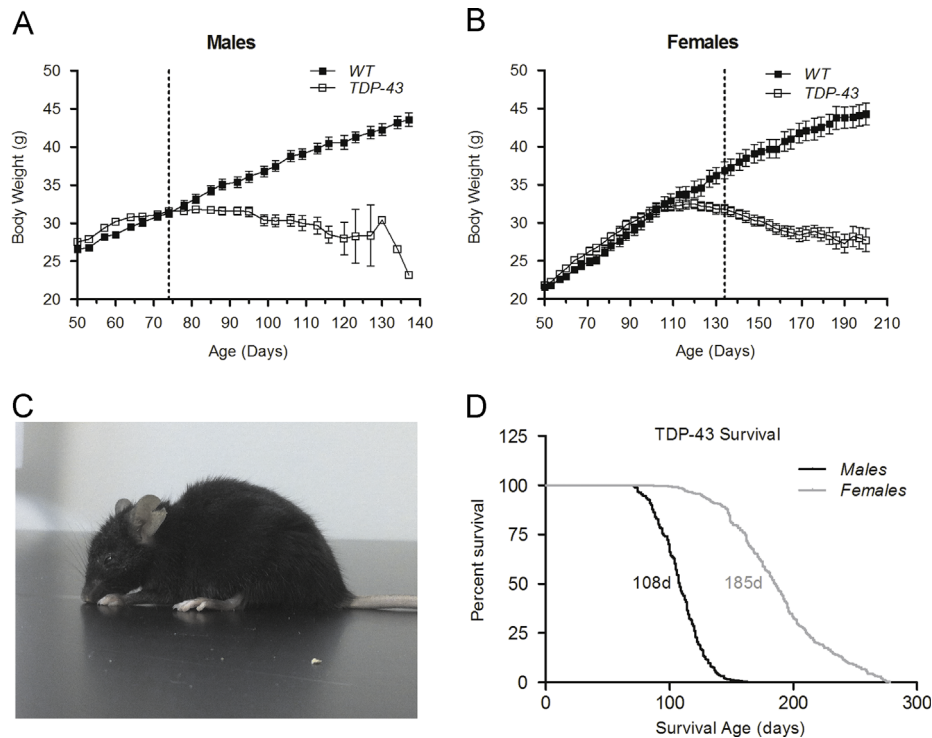 A
Males
WT
TDP-43
Body Weight (g)
50
45
40
35
30
25
20
50 60 70 80 90 100 110 120 130 140
Age (Days)
B
Females
WT
TDP-43
Body Weight (g)
50
45
40
35
30
25
20
50 70 90 110 130 150 170 190 210
Age (Days)
C
D
TDP-43 Survival
Males
Females
Percent survival
125
100
75
50
25
0
108d
185d
0 100 200 300
Survival Age (days)